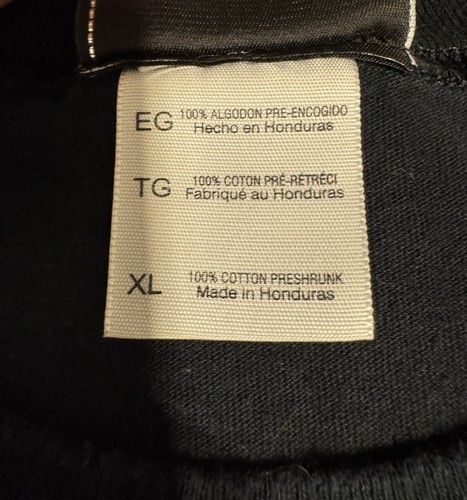 EG 100% ALGODON PRE-ENCOGIDO
Hecho en Honduras
TG 100% COTON PRÉ-RÉTRÉCI
Fabriqué au Honduras
XL 100% COTTON PRESHRUNK
Made in Honduras